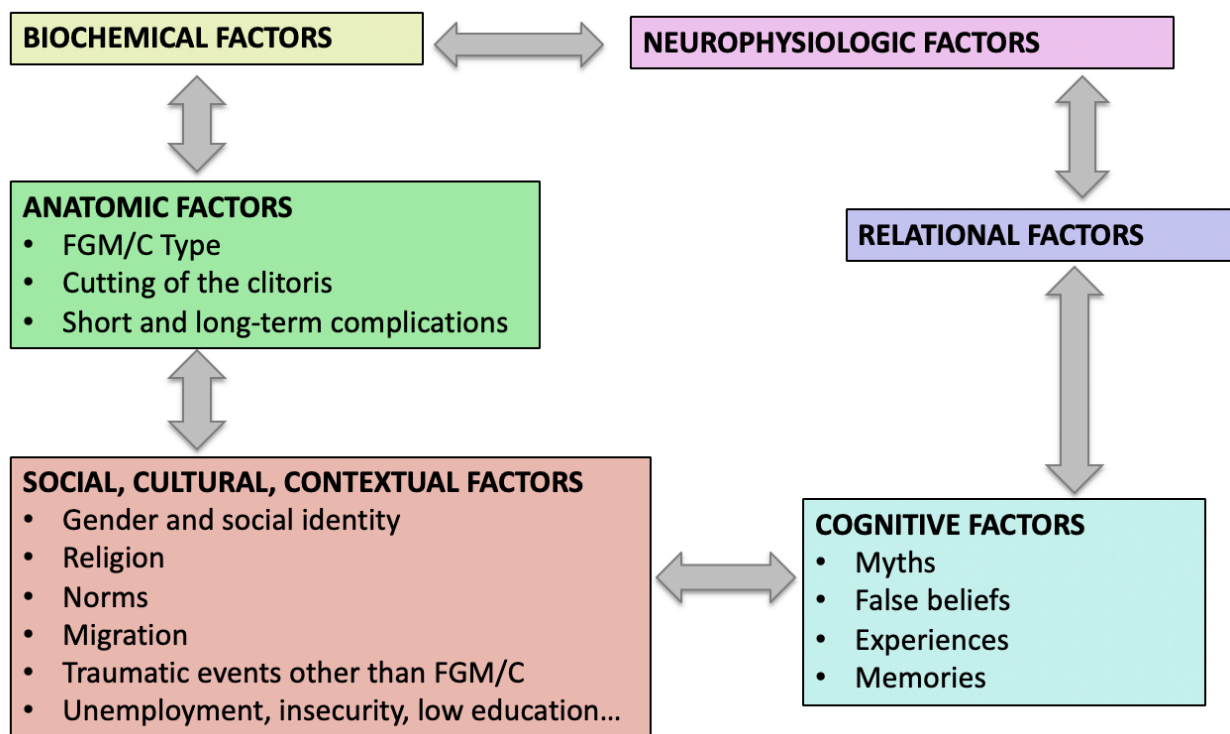 BIOCHEMICAL FACTORS
NEUROPHYSIOLOGIC FACTORS
ANATOMIC FACTORS
• FGM/C Type
• Cutting of the clitoris
• Short and long-term complications
RELATIONAL FACTORS
SOCIAL, CULTURAL, CONTEXTUAL FACTORS
• Gender and social identity
• Religion
• Norms
• Migration
• Traumatic events other than FGM/C
• Unemployment, insecurity, low education…
COGNITIVE FACTORS
• Myths
• False beliefs
• Experiences
• Memories